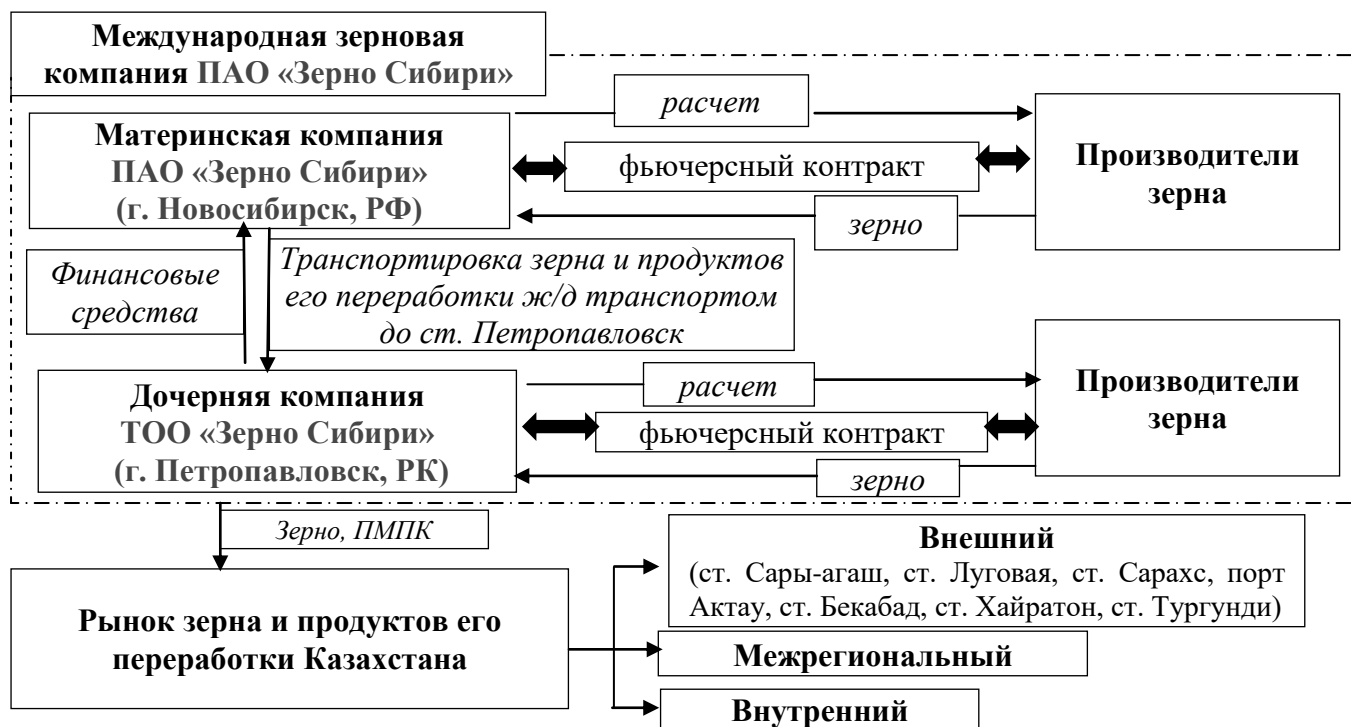 Международная зерновая
компания ПАО «Зерно Сибири»
расчет
Материнская компания
ПАО «Зерно Сибири»
(г. Новосибирск, РФ)
фьючерсный контракт
Производители
зерна
зерно
Финансовые
средства
Транспортировка зерна и продуктов
его переработки ж/д транспортом
до ст. Петропавловск
расчет
Дочерняя компания
ТОО «Зерно Сибири»
(г. Петропавловск, РК)
фьючерсный контракт
Производители
зерна
зерно
Зерно, ПМПК
Внешний
(ст. Сары-агаш, ст. Луговая, ст. Сарахс, порт
Актау, ст. Бекабад, ст. Хайратон, ст. Тургунди)
Рынок зерна и продуктов его
переработки Казахстана
Межрегиональный
Внутренний